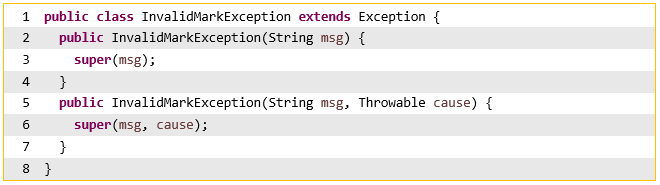 1 public class InvalidMarkException extends Exception {
2   public InvalidMarkException(String msg) {
3     super(msg);
4   }
5   public InvalidMarkException(String msg, Throwable cause) {
6     super(msg, cause);
7   }
8 }